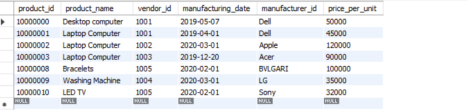 product_id product_name vendor_id manufacturing_date manufacturer_id price_per_unit
10000000 Desktop computer 1001 2019-05-07 Dell 50000
10000001 Laptop Computer 1001 2019-04-01 Dell 45000
10000002 Laptop Computer 1002 2020-03-01 Apple 120000
10000003 Laptop Computer 1003 2019-12-20 Acer 90000
10000008 Bracelets 1005 2020-02-01 BVLGARI 100000
10000009 Washing Machine 1004 2020-03-01 LG 35000
10000010 LED TV 1005 2020-02-01 Sony 32000
NULL NULL NULL NULL NULL NULL